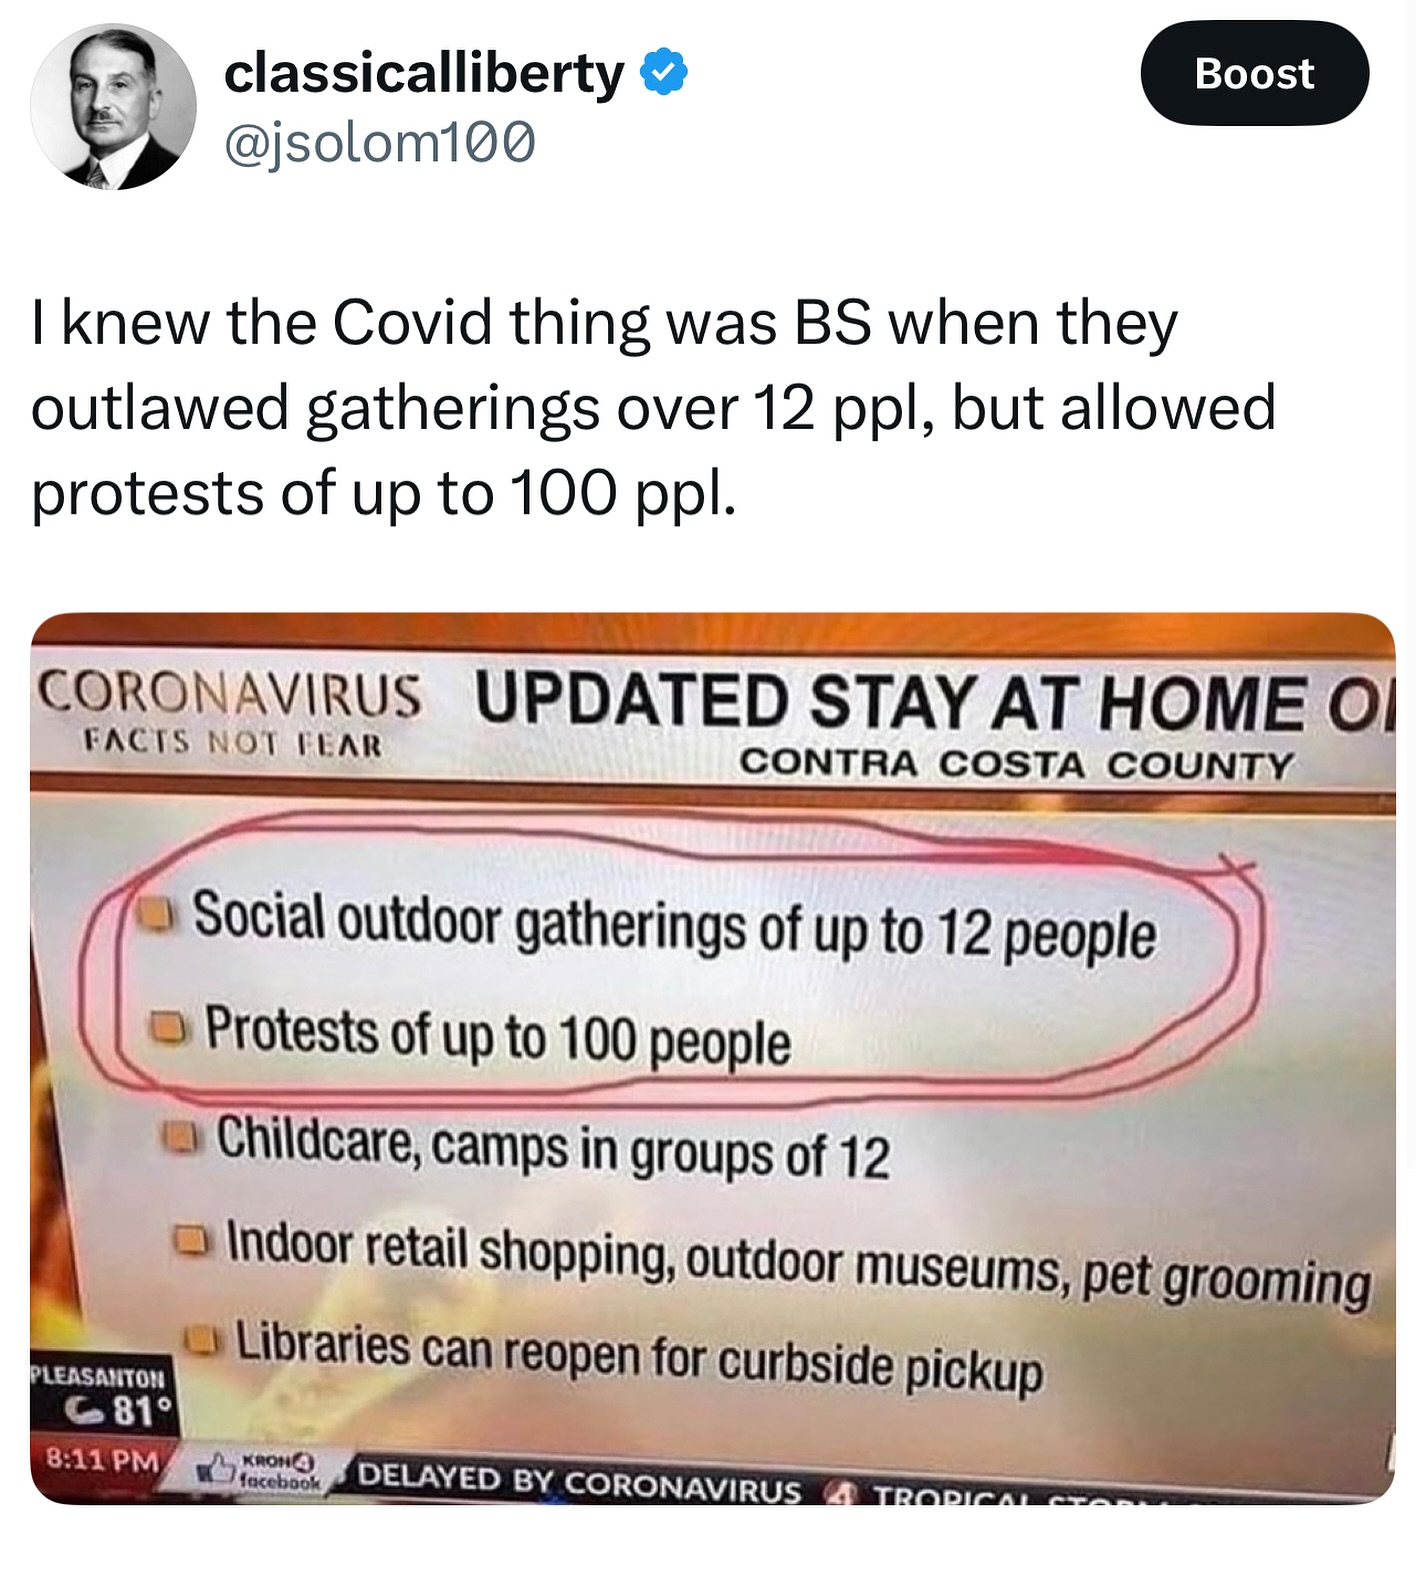 classicalliberty
@jsolom100
Boost
I knew the Covid thing was BS when they
outlawed gatherings over 12 ppl, but allowed
protests of up to 100 ppl.
CORONAVIRUS
FACTS NOT FEAR
UPDATED STAY AT HOME
CONTRA COSTA COUNTY
Social outdoor gatherings of up to 12 people
Protests of up to 100 people
Childcare, camps in groups of 12
Indoor retail shopping, outdoor museums, pet grooming
Libraries can reopen for curbside pickup
PLEASANTON
81°
8:11 PM
KRON4
facebook
DELAYED BY CORONAVIRUS
4 TROPICAL